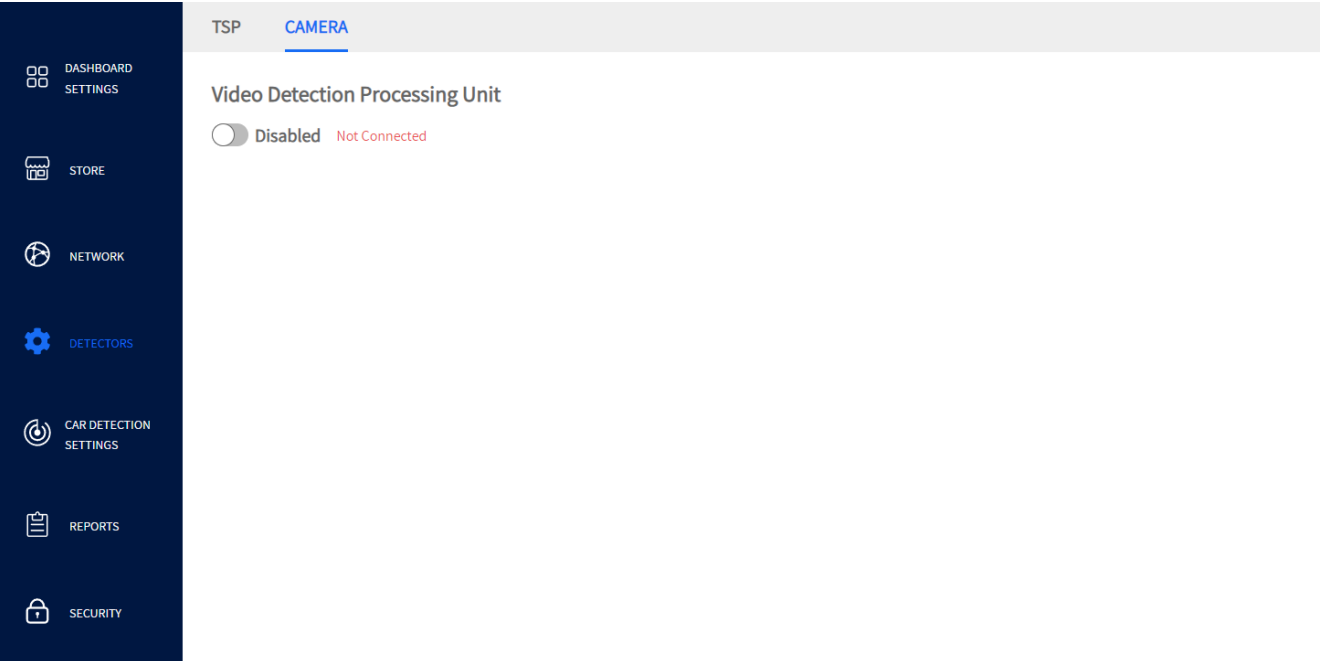 TSP CAMERA
DASHBOARD
SETTINGS
STORE
NETWORK
DETECTORS
CAR DETECTION
SETTINGS
REPORTS
SECURITY
Video Detection Processing Unit
Disabled Not Connected